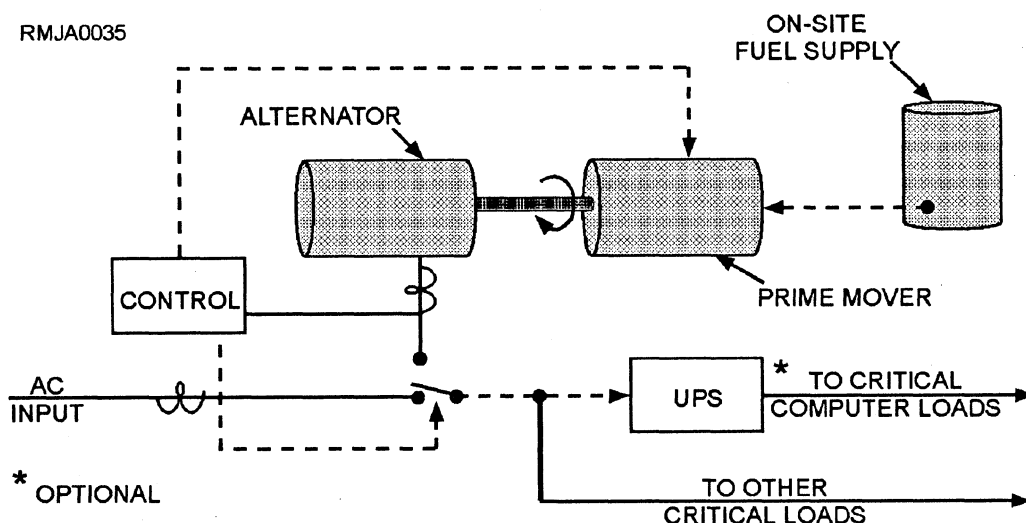 RMJA0035
ON-SITE
FUEL SUPPLY
ALTERNATOR
CONTROL
PRIME MOVER
AC
INPUT
UPS
* TO CRITICAL
COMPUTER LOADS
* OPTIONAL
TO OTHER
CRITICAL LOADS